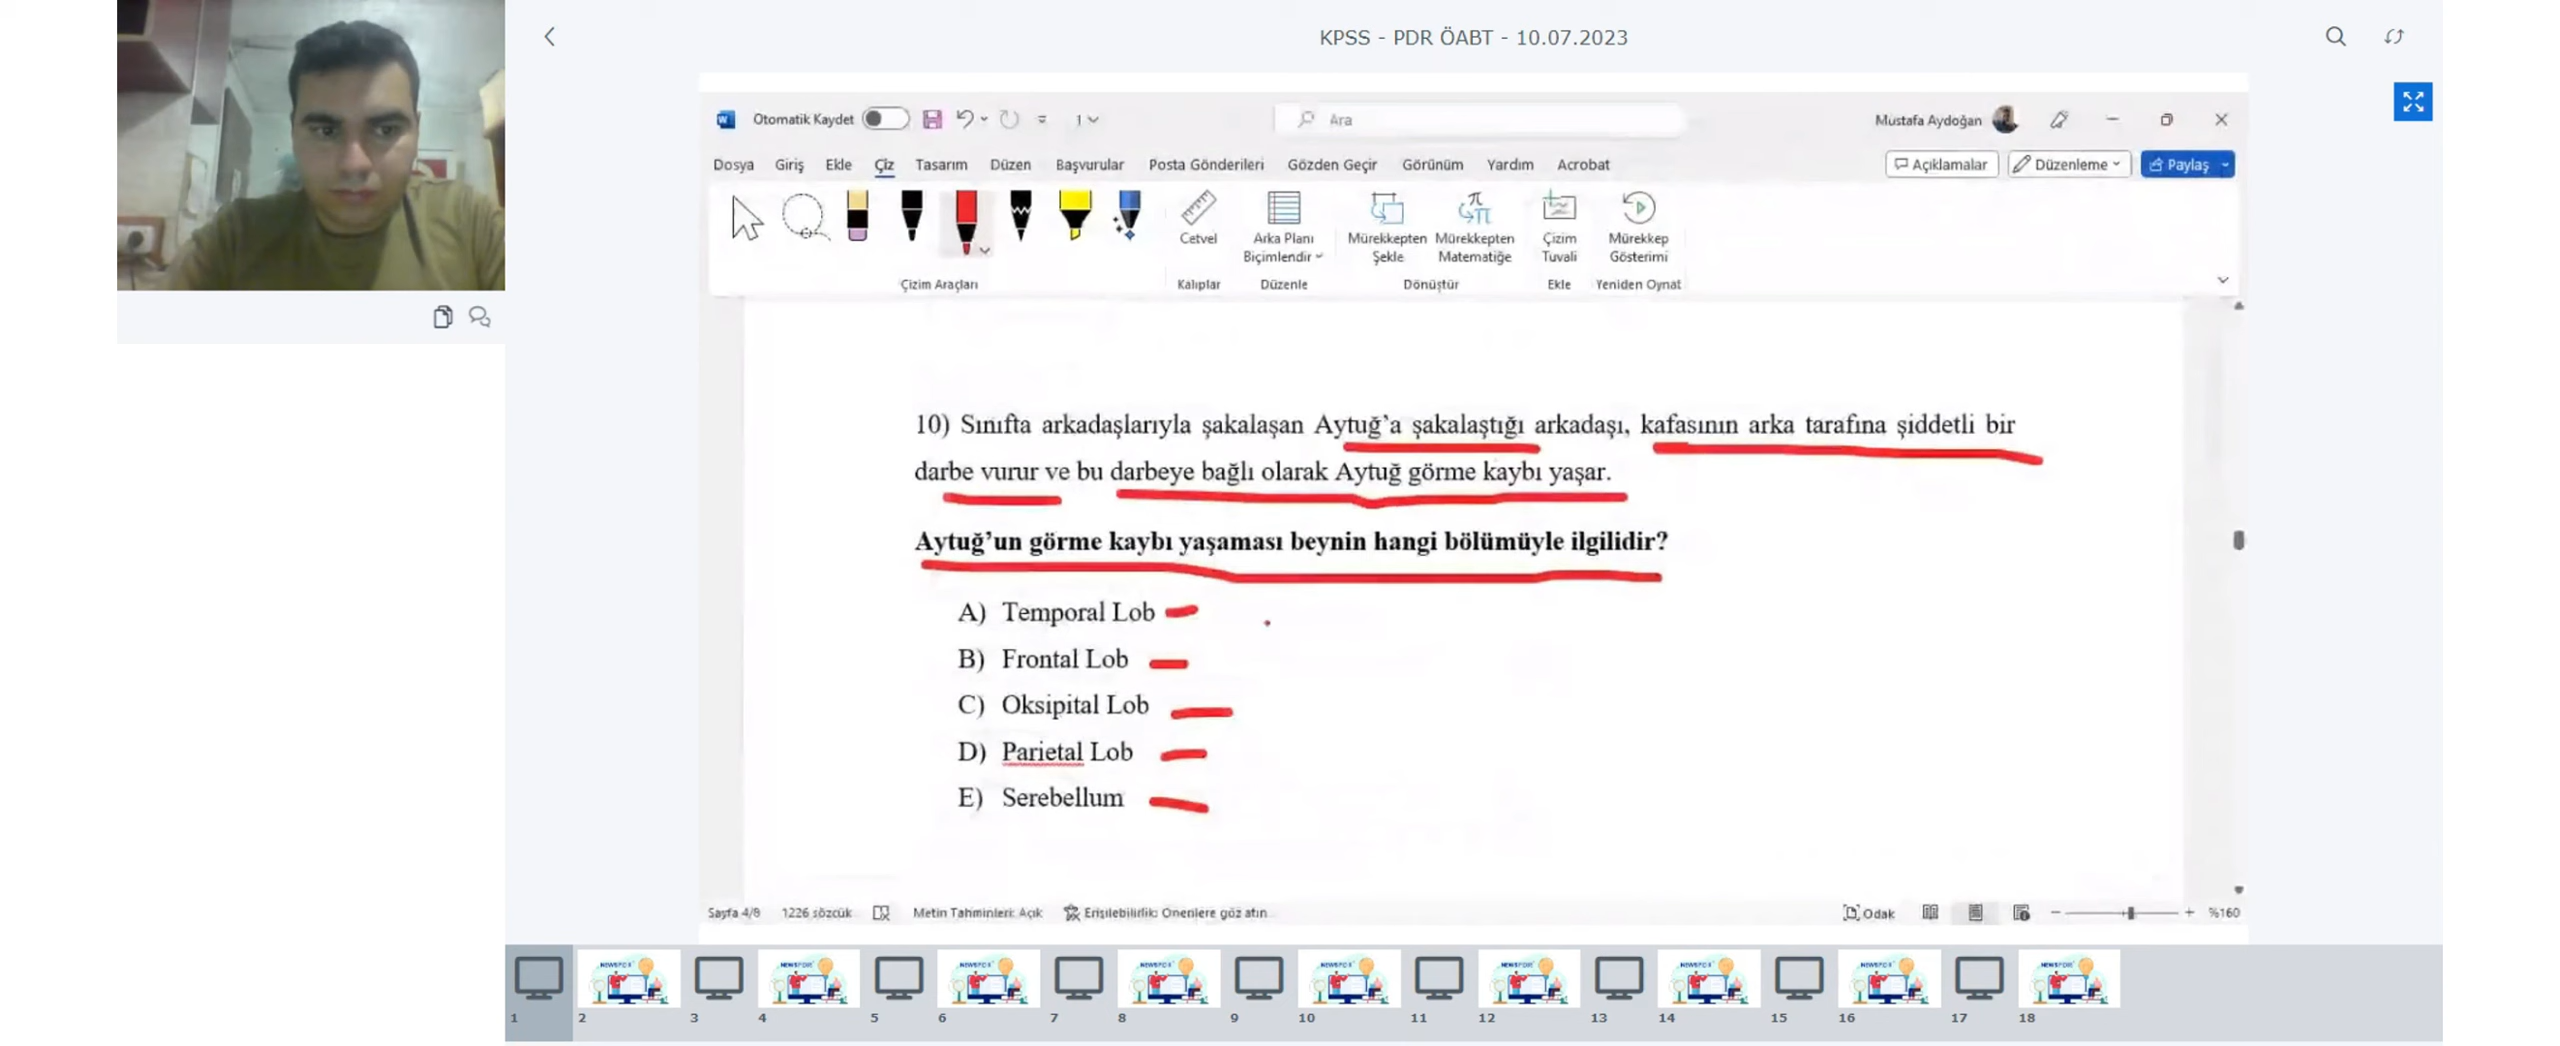 KPSS - PDR ÖABT - 10.07.2023
Otomatik Kaydet
1
Ara
Mustafa Aydoğan
Dosya Giriş Ekle Çiz Tasarım Düzen Başvurular Posta Gönderileri Gözden Geçir Görünüm Yardım Acrobat
Açıklamalar Düzenleme Paylaş
Cetvel Arka Planı Biçimlendir Mürekkepten Şekle Mürekkepten Matematiğe Çizim Tuvali Mürekkep Gösterimi
Çizim Araçları Kalıplar Düzenle Dönüştür Ekle Yeniden Oynat
10) Sınıfta arkadaşlarıyla şakalaşan Aytuğ'a şakalaştığı arkadaşı, kafasının arka tarafına şiddetli bir
darbe vurur ve bu darbeye bağlı olarak Aytuğ görme kaybı yaşar.
Aytuğ'un görme kaybı yaşaması beynin hangi bölümüyle ilgilidir?
A) Temporal Lob
B) Frontal Lob
C) Oksipital Lob
D) Parietal Lob
E) Serebellum
Sayfa 4/8 1226 sözcük Metin Tahminleri: Açık Erişilebilirlik: Önerilere göz atın Odak %160
1 2 3 4 5 6 7 8 9 10 11 12 13 14 15 16 17 18